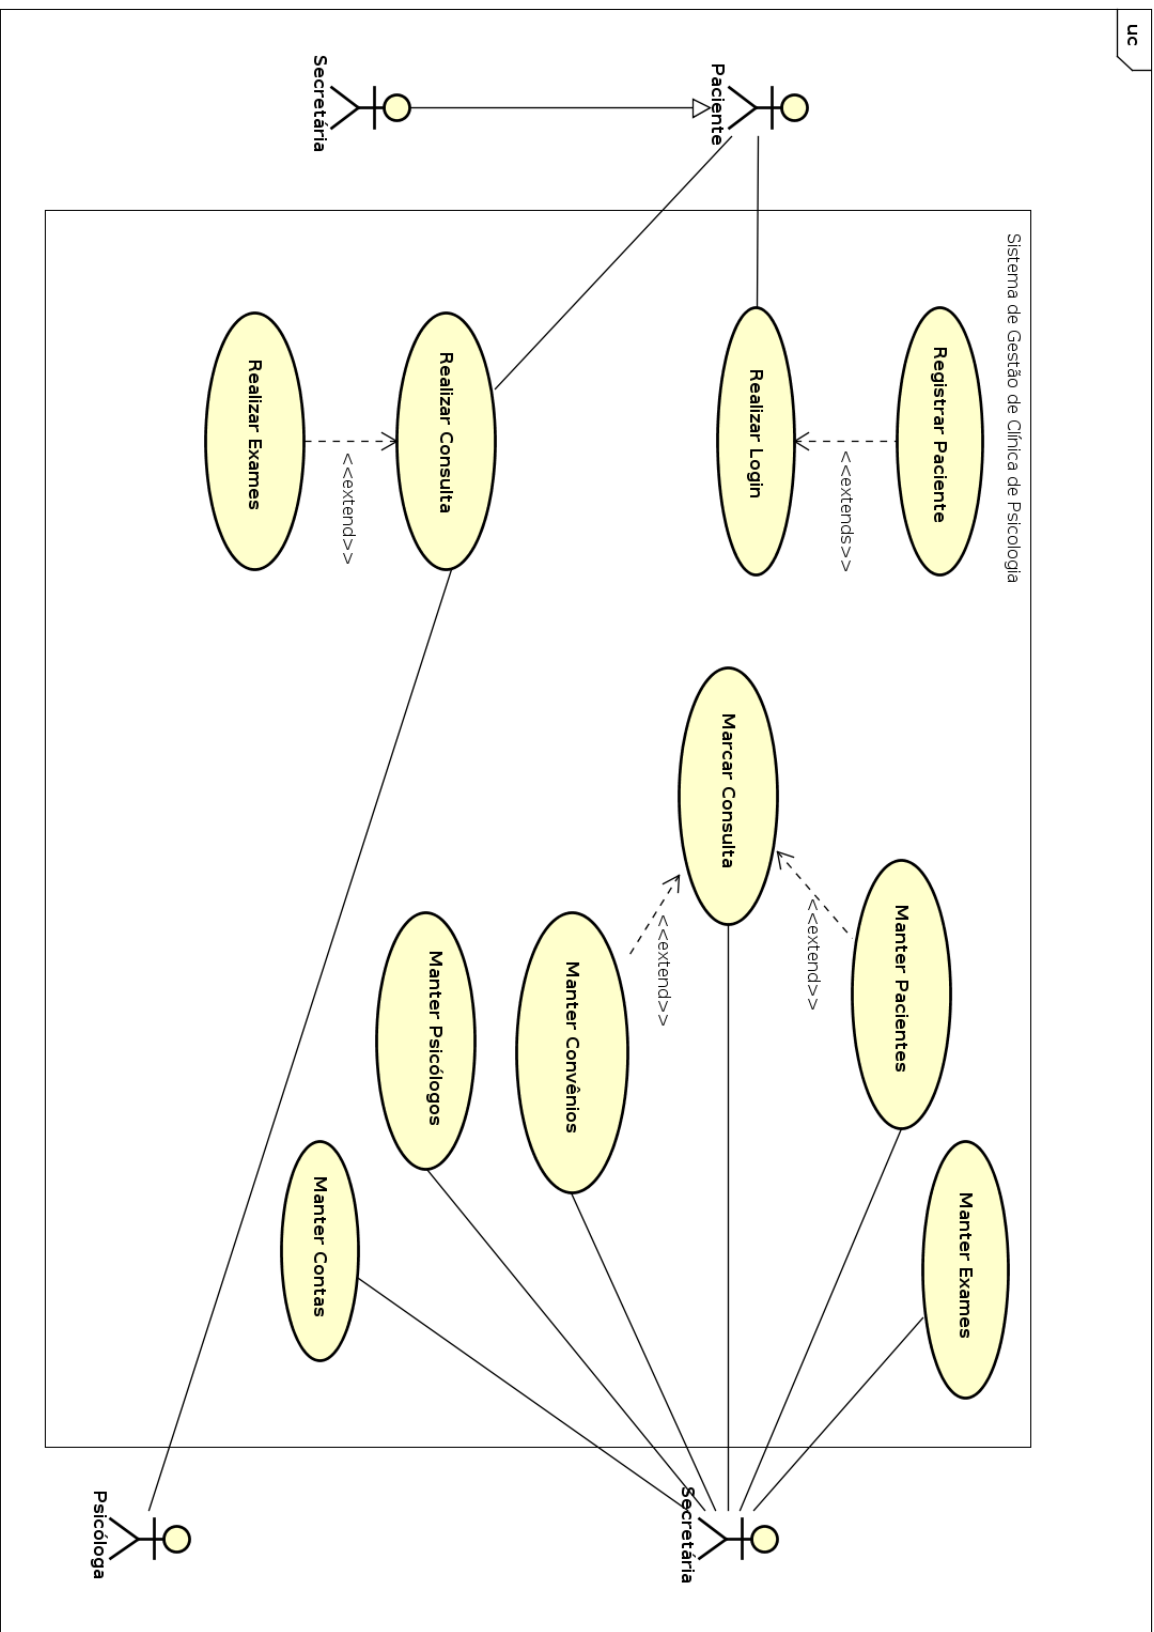 uc
Sistema de Gestão de Clínica de Psicologia
Registrar Paciente
<<extends>>
Paciente
Realizar Login
Secretária
Realizar Consulta
<<extend>>
Realizar Exames
Manter Exames
Manter Pacientes
<<extend>>
Marcar Consulta
Secretária
<<extend>>
Manter Convênios
Manter Psicólogos
Manter Contas
Psicóloga